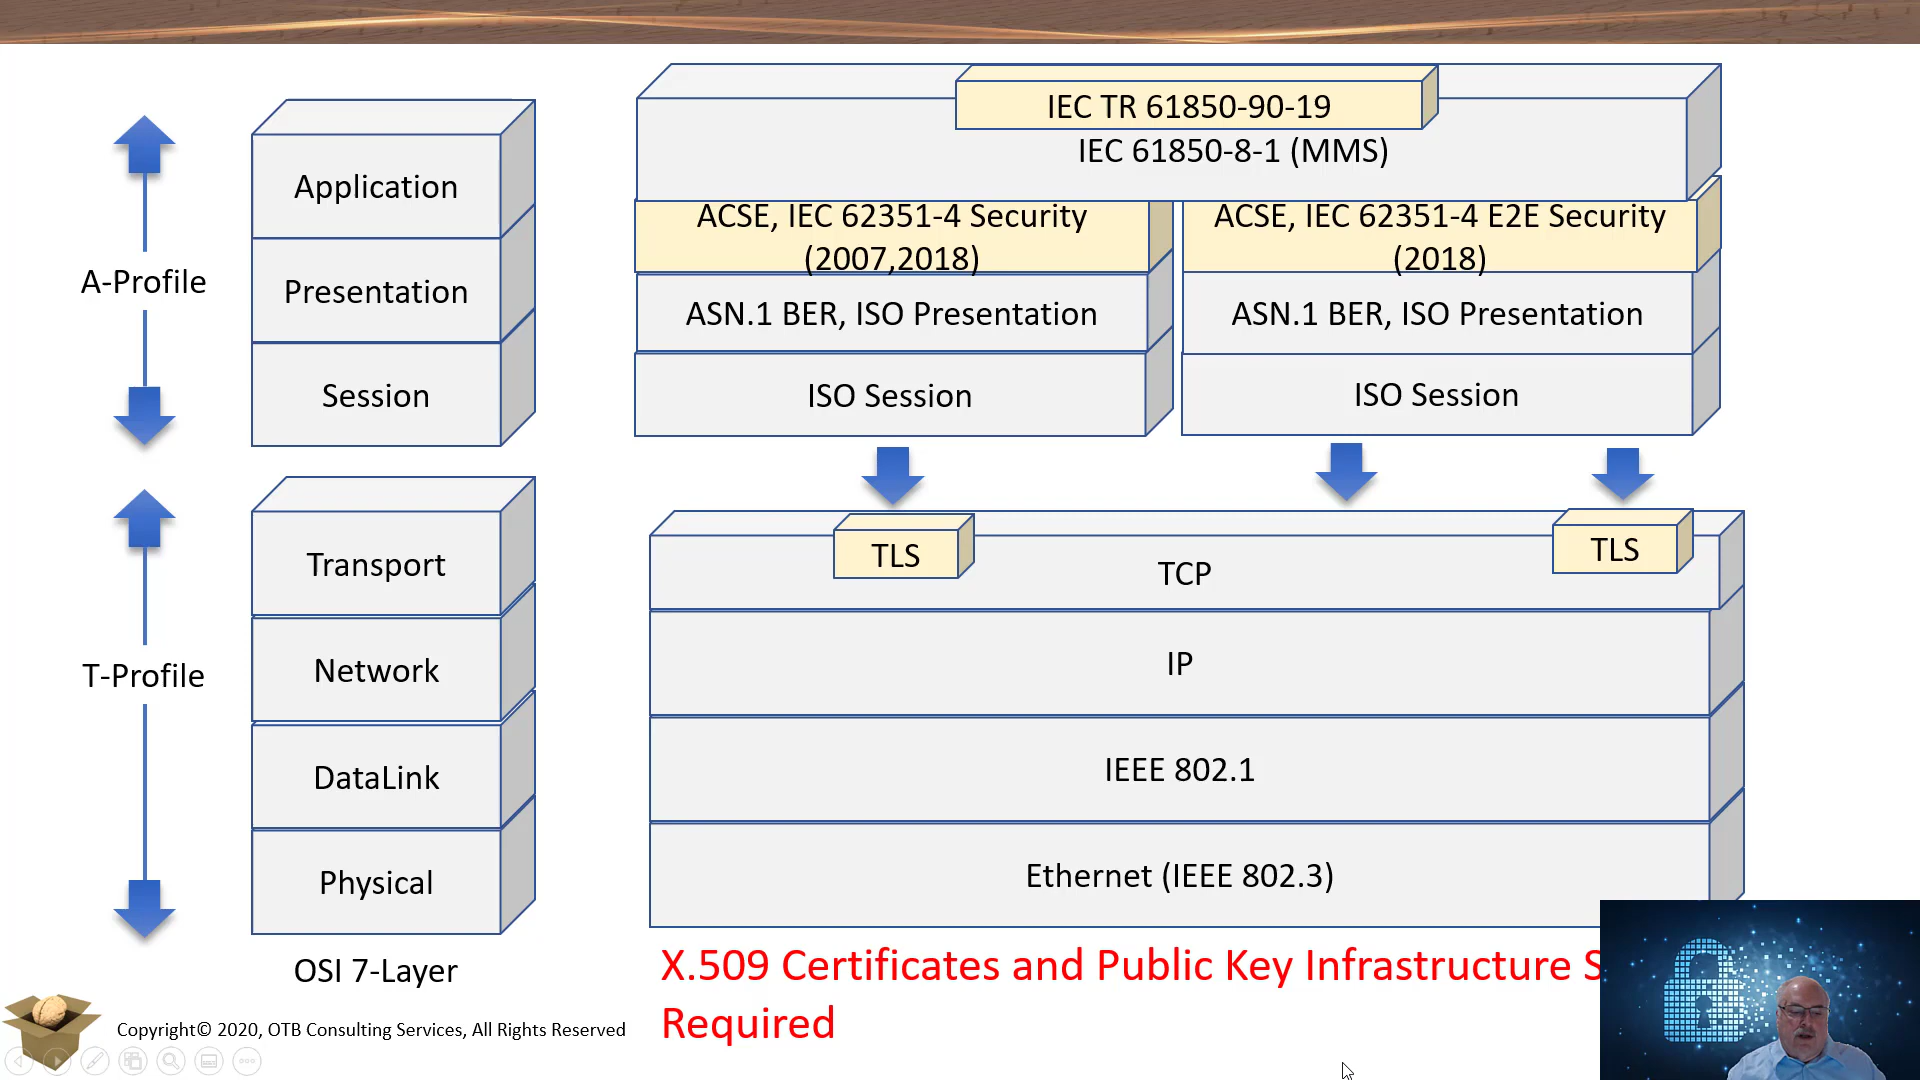 IEC TR 61850-90-19
IEC 61850-8-1 (MMS)
A-Profile
Application
Presentation
Session
ACSE, IEC 62351-4 Security
(2007,2018)
ASN.1 BER, ISO Presentation
ISO Session
ACSE, IEC 62351-4 E2E Security
(2018)
ASN.1 BER, ISO Presentation
ISO Session
T-Profile
Transport
Network
DataLink
Physical
OSI 7-Layer
TLS
TCP
TLS
IP
IEEE 802.1
Ethernet (IEEE 802.3)
X.509 Certificates and Public Key Infrastructure
Required
Copyright© 2020, OTB Consulting Services, All Rights Reserved